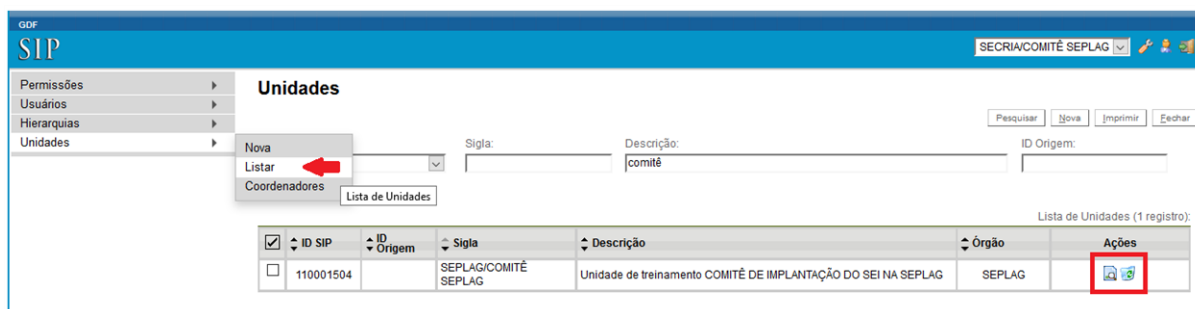 GDF
SIP
SECRIA/COMITÊ SEPLAG
Permissões
Usuários
Hierarquias
Unidades
Unidades
Pesquisar Nova Imprimir Fechar
Nova
Listar
Coordenadores
Lista de Unidades
Sigla: Descrição: ID Origem:
comitê
Lista de Unidades (1 registro):
ID SIP ID Origem Sigla Descrição Órgão Ações
110001504 SEPLAG/COMITÊ SEPLAG Unidade de treinamento COMITÊ DE IMPLANTAÇÃO DO SEI NA SEPLAG SEPLAG